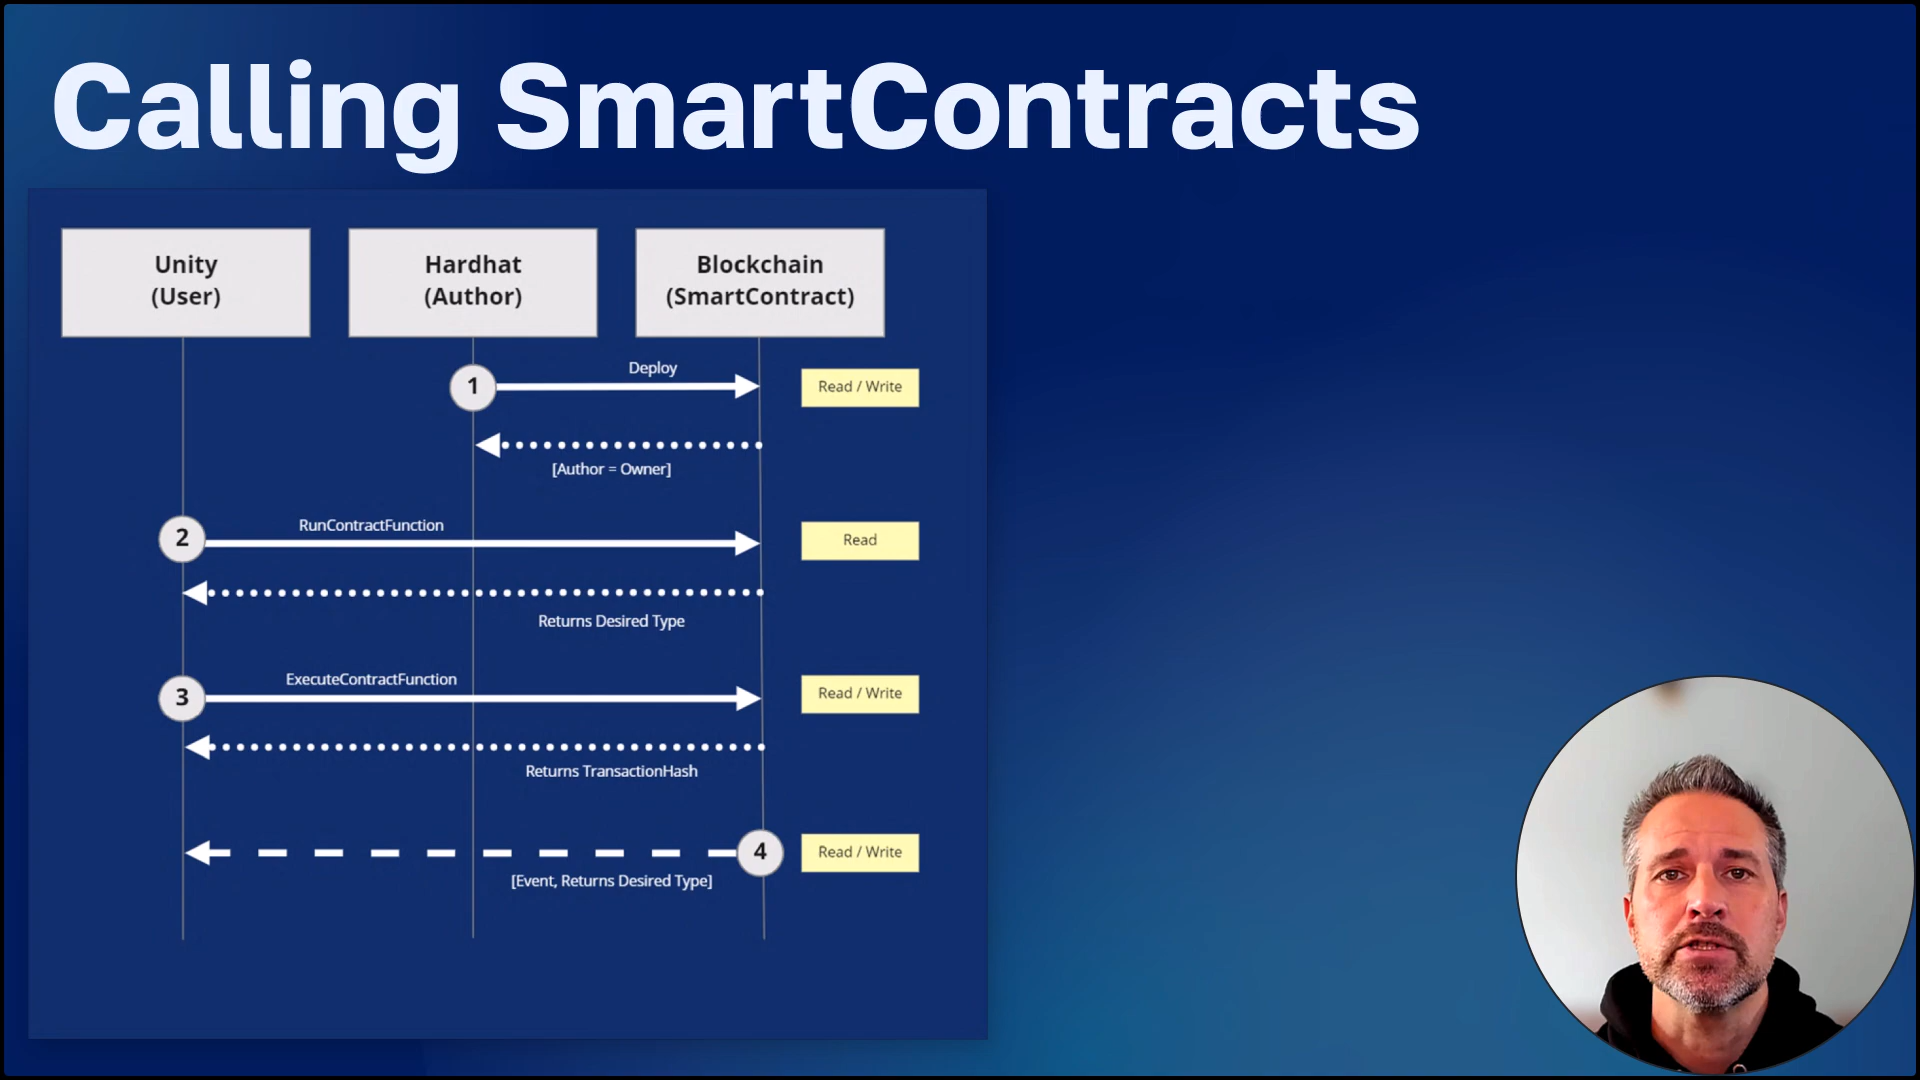 Calling SmartContracts
Unity
(User)
Hardhat
(Author)
Blockchain
(SmartContract)
1
Deploy
Read / Write
[Author = Owner]
2
RunContractFunction
Read
Returns Desired Type
3
ExecuteContractFunction
Read / Write
Returns TransactionHash
4
Read / Write
[Event, Returns Desired Type]